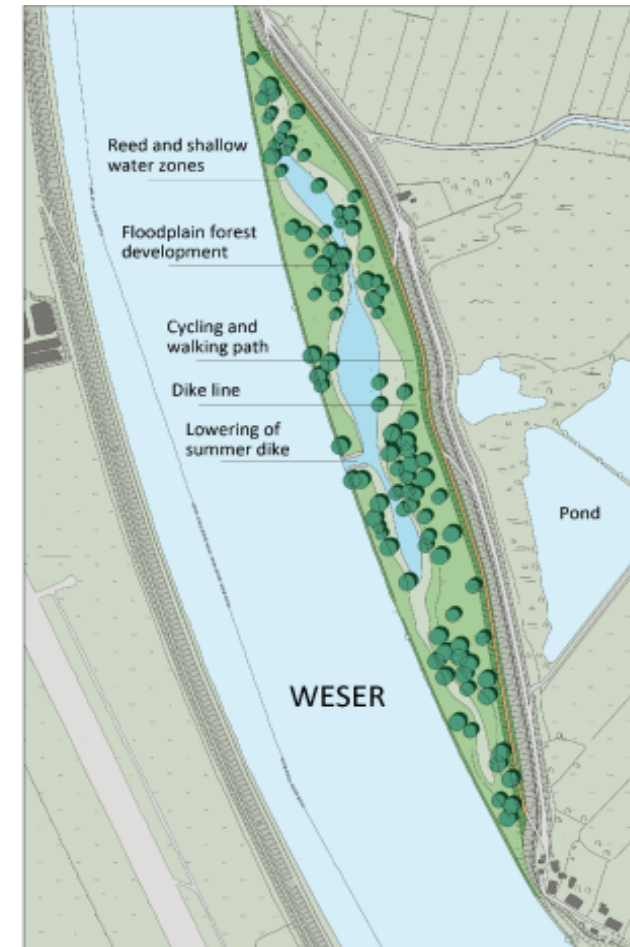 Reed and shallow
water zones
Floodplain forest
development
Cycling and
walking path
Dike line
Lowering of
summer dike
Pond
WESER